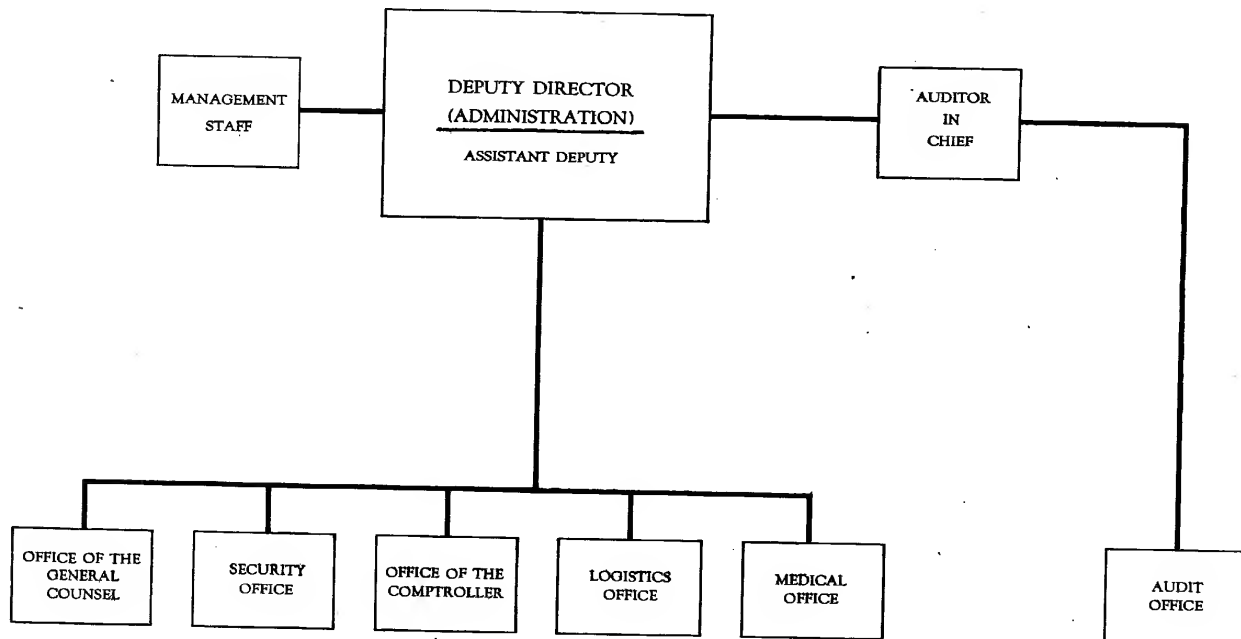 MANAGEMENT
STAFF
DEPUTY DIRECTOR
(ADMINISTRATION)
ASSISTANT DEPUTY
AUDITOR
IN
CHIEF
OFFICE OF THE
GENERAL
COUNSEL
SECURITY
OFFICE
OFFICE OF THE
COMPTROLLER
LOGISTICS
OFFICE
MEDICAL
OFFICE
AUDIT
OFFICE